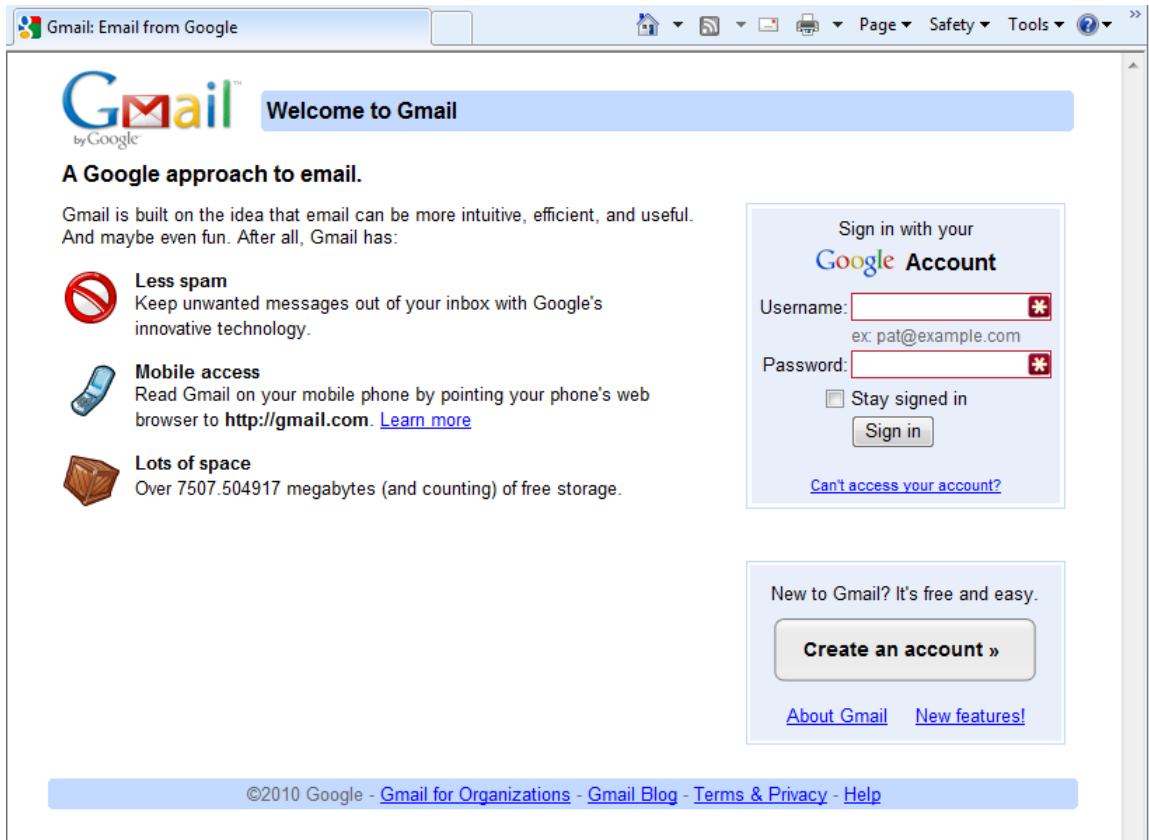 Gmail: Email from Google
Page Safety Tools
Gmail™
by Google™
Welcome to Gmail
A Google approach to email.
Gmail is built on the idea that email can be more intuitive, efficient, and useful.
And maybe even fun. After all, Gmail has:
Less spam
Keep unwanted messages out of your inbox with Google's
innovative technology.
Mobile access
Read Gmail on your mobile phone by pointing your phone's web
browser to http://gmail.com. Learn more
Lots of space
Over 7507.504917 megabytes (and counting) of free storage.
Sign in with your
Google Account
Username:
ex: pat@example.com
Password:
Stay signed in
Sign in
Can't access your account?
New to Gmail? It's free and easy.
Create an account »
About Gmail New features!
©2010 Google - Gmail for Organizations - Gmail Blog - Terms & Privacy - Help